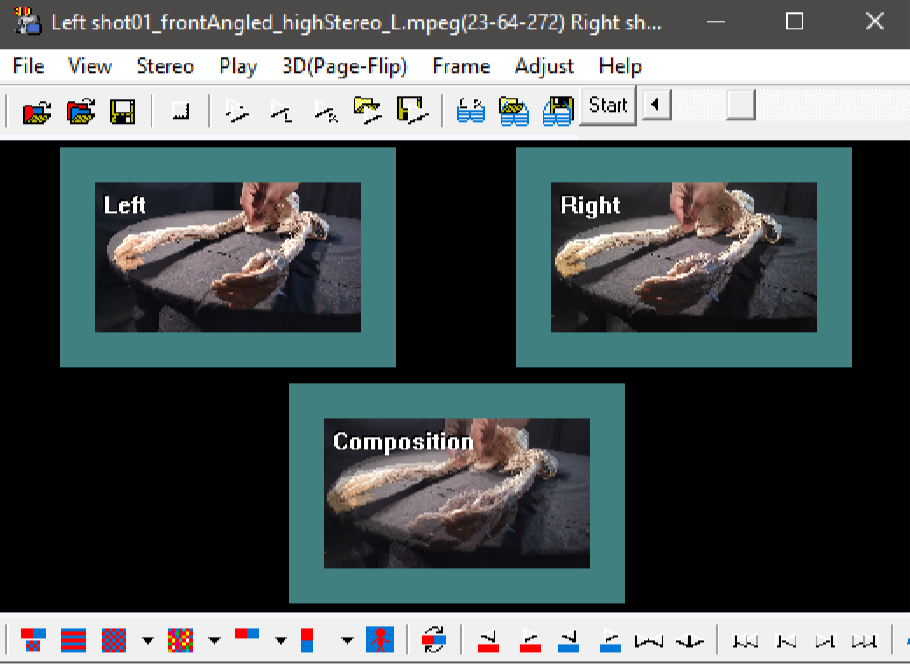 Left shot01_frontAngled_highStereo_L.mpeg(23-64-272) Right sh...
File View Stereo Play 3D(Page-Flip) Frame Adjust Help
Start
Left
Right
Composition